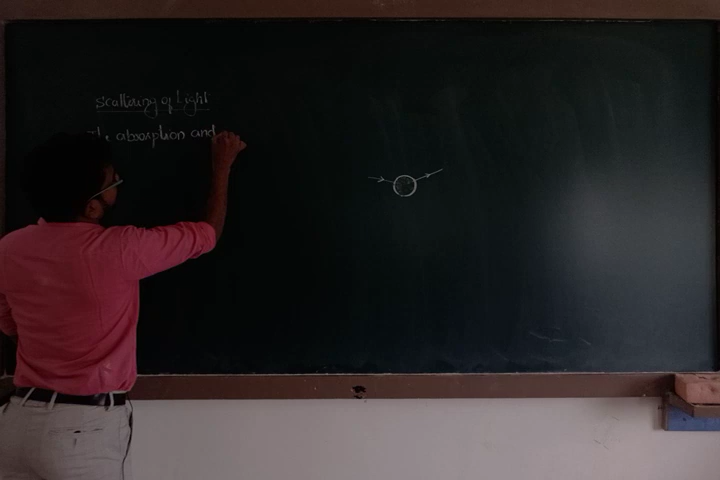 Scattering of Light
The absorption and